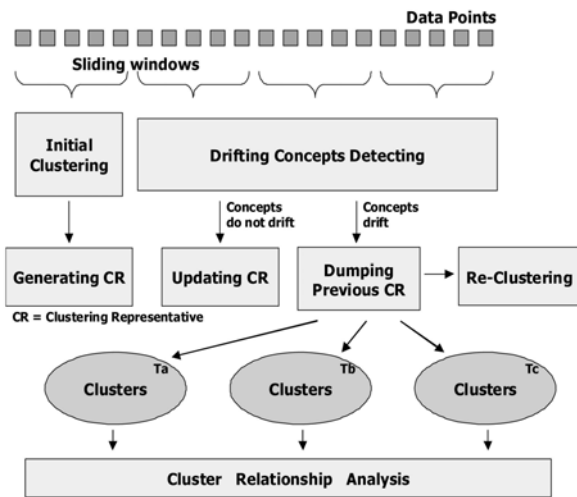 Data Points
Sliding windows
Initial
Clustering
Drifting Concepts Detecting
Concepts
do not drift
Concepts
drift
Generating CR
Updating CR
Dumping
Previous CR
Re-Clustering
CR = Clustering Representative
Ta
Clusters
Tb
Clusters
Tc
Clusters
Cluster Relationship Analysis